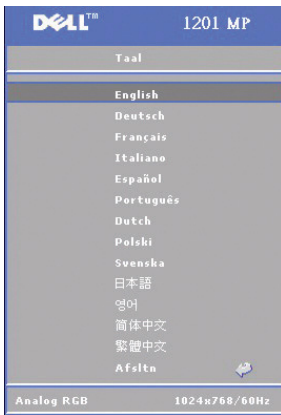 DELL™ 1201 MP
Taal
English
Deutsch
Français
Italiano
Español
Português
Dutch
Polski
Svenska
日本語
영어
简体中文
繁體中文
Afsltn
Analog RGB 1024x768/60Hz